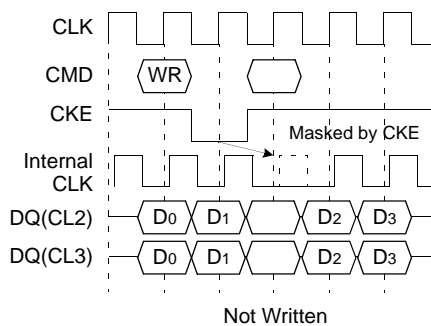 CLK
CMD WR
CKE
Masked by CKE
Internal
CLK
DQ(CL2) D0 D1 D2 D3
DQ(CL3) D0 D1 D2 D3
Not Written